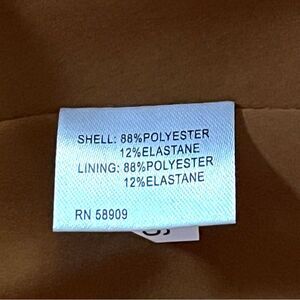 SHELL: 88%POLYESTER
12%ELASTANE
LINING: 88%POLYESTER
12%ELASTANE
RN 58909